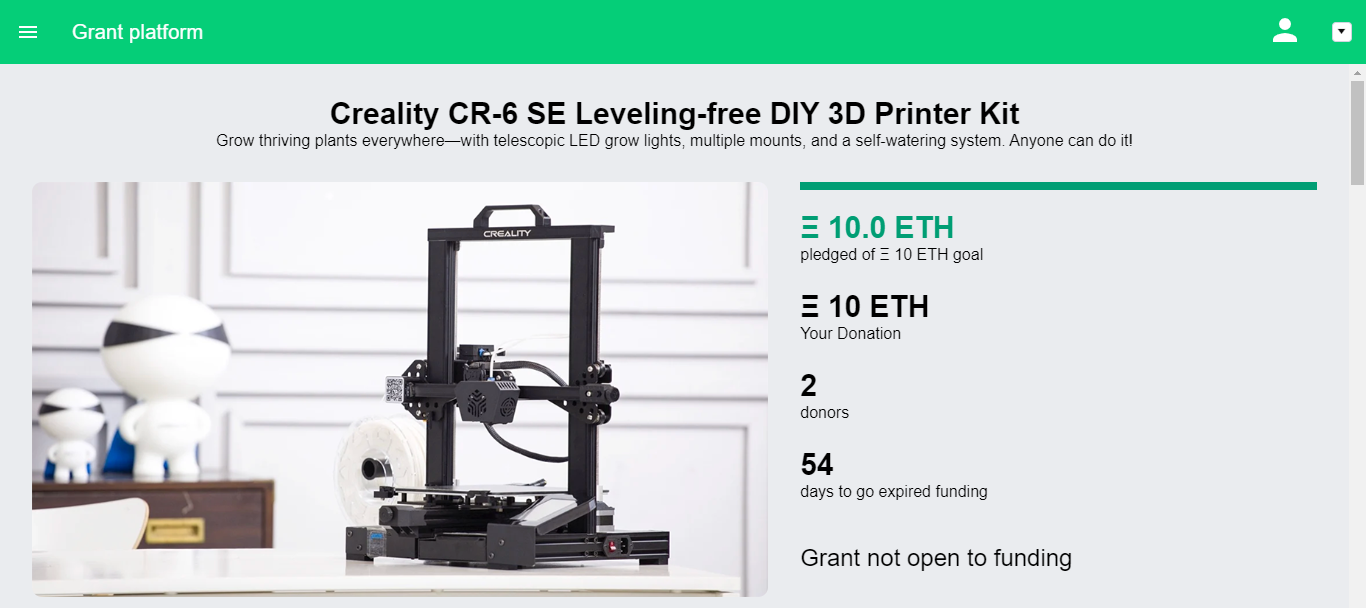 Grant platform
Creality CR-6 SE Leveling-free DIY 3D Printer Kit
Grow thriving plants everywhere—with telescopic LED grow lights, multiple mounts, and a self-watering system. Anyone can do it!
CREALITY
Ξ 10.0 ETH
pledged of Ξ 10 ETH goal
Ξ 10 ETH
Your Donation
2
donors
54
days to go expired funding
Grant not open to funding